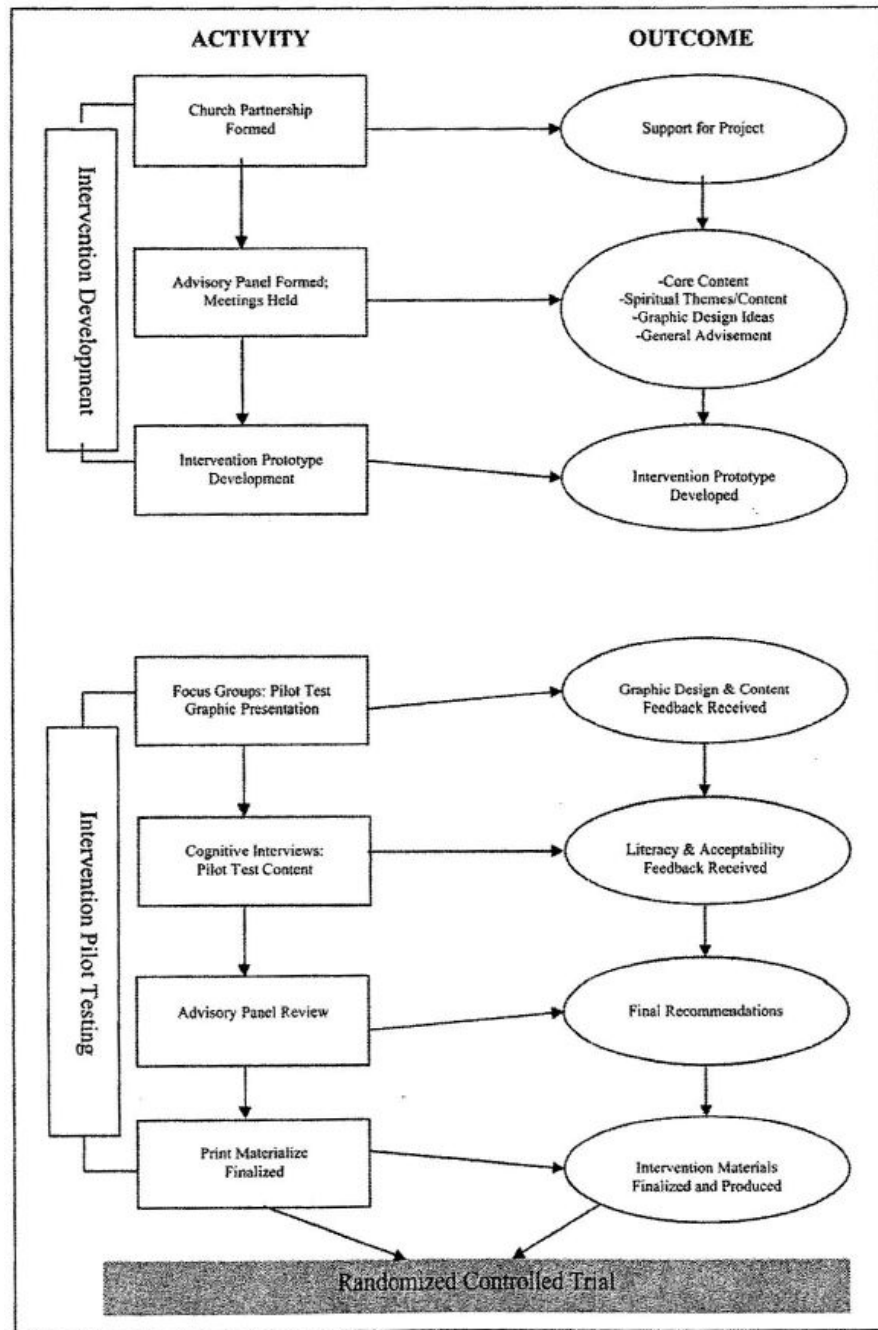 ACTIVITY
OUTCOME
Church Partnership
Formed
Support for Project
Intervention Development
Advisory Panel Formed;
Meetings Held
-Core Content
-Spiritual Themes/Content
-Graphic Design Ideas
-General Advisement
Intervention Prototype
Development
Intervention Prototype
Developed
Focus Groups: Pilot Test
Graphic Presentation
Graphic Design & Content
Feedback Received
Intervention Pilot Testing
Cognitive Interviews:
Pilot Test Content
Literacy & Acceptability
Feedback Received
Advisory Panel Review
Final Recommendations
Print Materialize
Finalized
Intervention Materials
Finalized and Produced
Randomized Controlled Trial